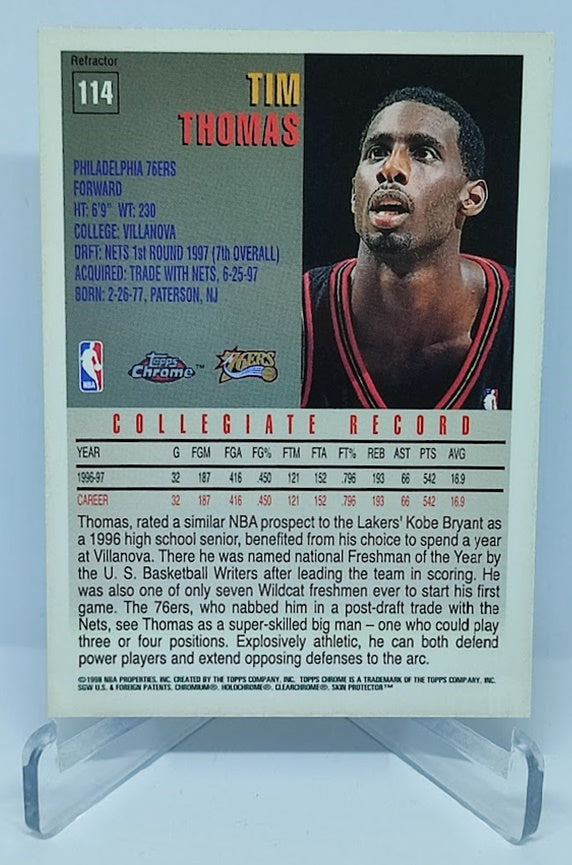 Refractor
114
TIM
THOMAS
PHILADELPHIA 76ERS
FORWARD
HT: 6'9" WT: 230
COLLEGE: VILLANOVA
DRFT: NETS 1st ROUND 1997 (7th OVERALL)
ACQUIRED: TRADE WITH NETS, 6-25-97
BORN: 2-26-77, PATERSON, NJ
NBA
Topps
Chrome™
76ERS
COLLEGIATE RECORD
YEAR G FGM FGA FG% FTM FTA FT% REB AST PTS AVG
1996-97 32 187 416 .450 121 152 .796 193 66 542 16.9
CAREER 32 187 416 .450 121 152 .796 193 66 542 16.9
Thomas, rated a similar NBA prospect to the Lakers' Kobe Bryant as
a 1996 high school senior, benefited from his choice to spend a year
at Villanova. There he was named national Freshman of the Year by
the U. S. Basketball Writers after leading the team in scoring. He
was also one of only seven Wildcat freshmen ever to start his first
game. The 76ers, who nabbed him in a post-draft trade with the
Nets, see Thomas as a super-skilled big man – one who could play
three or four positions. Explosively athletic, he can both defend
power players and extend opposing defenses to the arc.
©1998 NBA PROPERTIES, INC. CREATED BY THE TOPPS COMPANY, INC. TOPPS CHROME IS A TRADEMARK OF THE TOPPS COMPANY, INC.
SGW U.S. & FOREIGN PATENTS. CHROMIUM®. HOLOCHROME®. CLEARCHROME®. SKIN PROTECTOR™